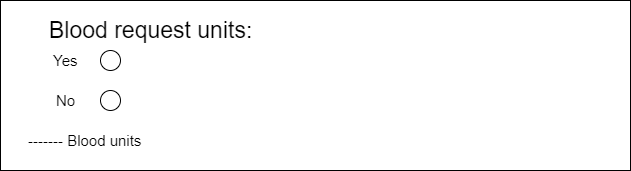 Blood request units:
Yes
No
------- Blood units